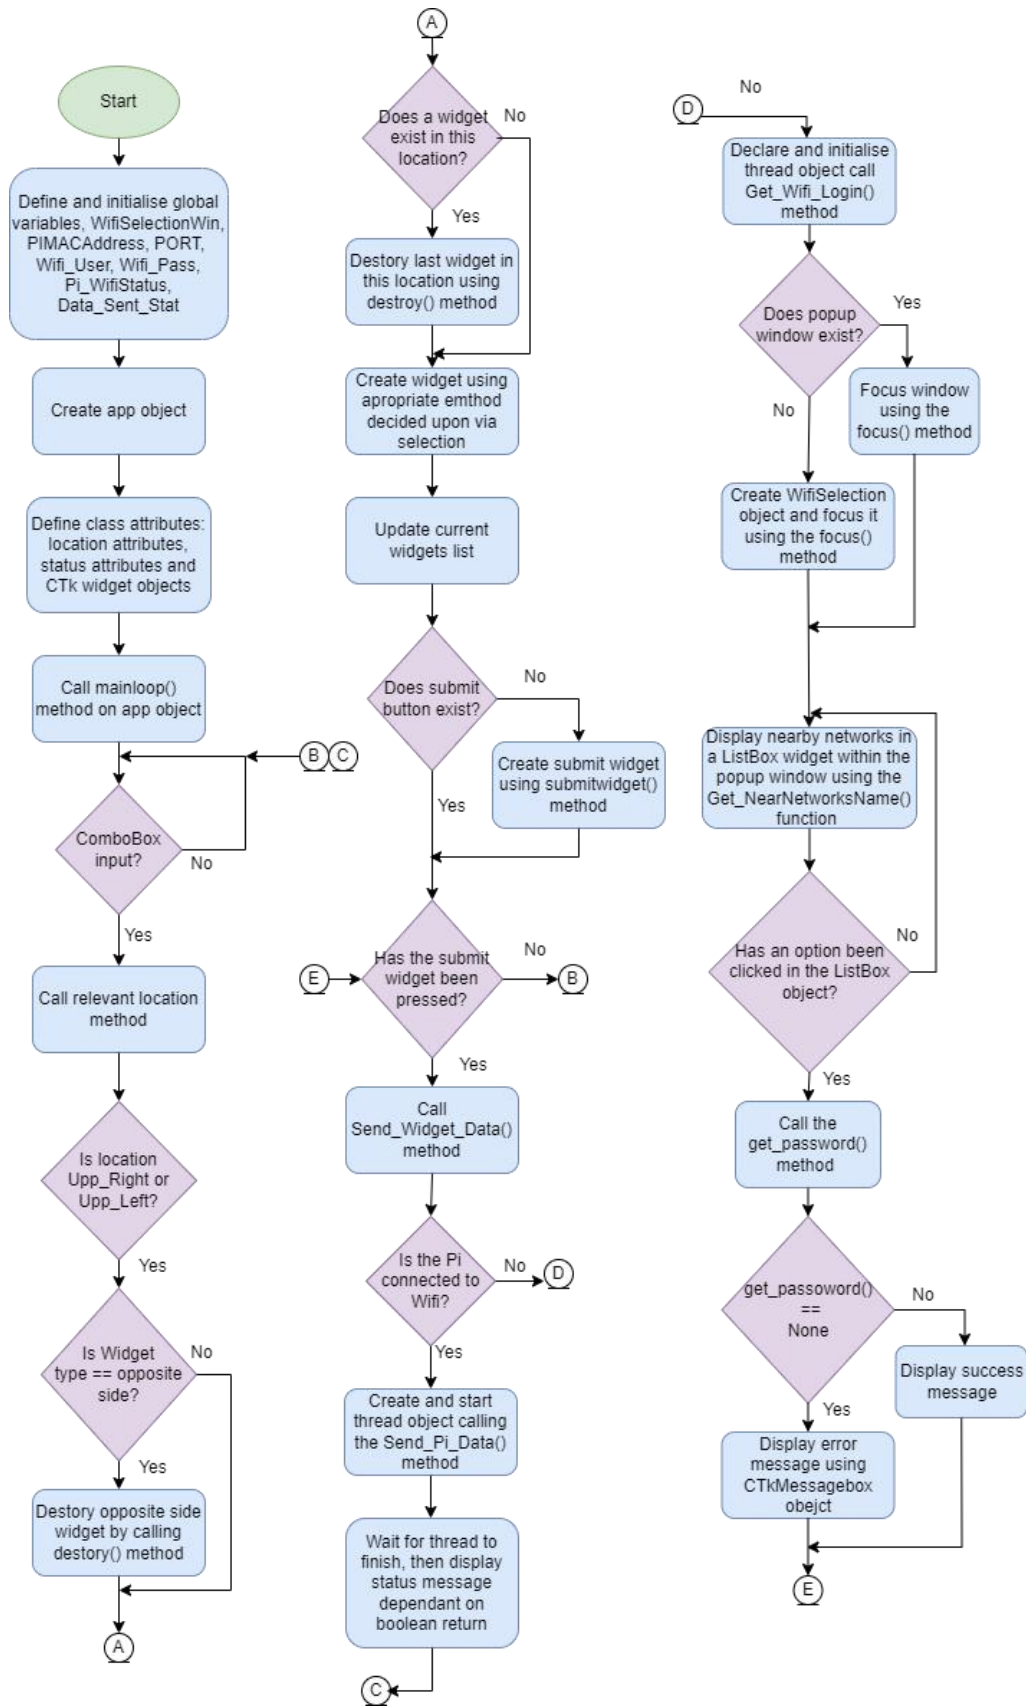 Start
Define and initialise global
variables, WifiSelectionWin,
PIMACAddress, PORT,
Wifi_User, Wifi_Pass,
Pi_WifiStatus,
Data_Sent_Stat
Create app object
Define class attributes:
location attributes,
status attributes and
CTk widget objects
Call mainloop()
method on app object
B
C
ComboBox
input?
No
Yes
Call relevant location
method
Is location
Upp_Right or
Upp_Left?
Yes
Is Widget
type == opposite
side?
No
Yes
Destory opposite side
widget by calling
destory() method
A
A
Does a widget
exist in this
location?
No
Yes
Destory last widget in
this location using
destroy() method
Create widget using
apropriate emthod
decided upon via
selection
Update current
widgets list
Does submit
button exist?
No
Create submit widget
using submitwidget()
method
Yes
E
Has the submit
widget been
pressed?
No
B
Yes
Call
Send_Widget_Data()
method
Is the Pi
connected to
Wifi?
No
D
Yes
Create and start
thread object calling
the Send_Pi_Data()
method
Wait for thread to
finish, then display
status message
dependant on
boolean return
C
D
No
Declare and initialise
thread object call
Get_Wifi_Login()
method
Does popup
window exist?
Yes
Focus window
using the
focus() method
No
Create WifiSelection
object and focus it
using the focus()
method
Display nearby networks in
a ListBox widget within the
popup window using the
Get_NearNetworksName()
function
Has an option been
clicked in the ListBox
object?
No
Yes
Call the
get_password()
method
get_passoword()
==
None
No
Display success
message
Yes
Display error
message using
CTkMessagebox
obejct
E